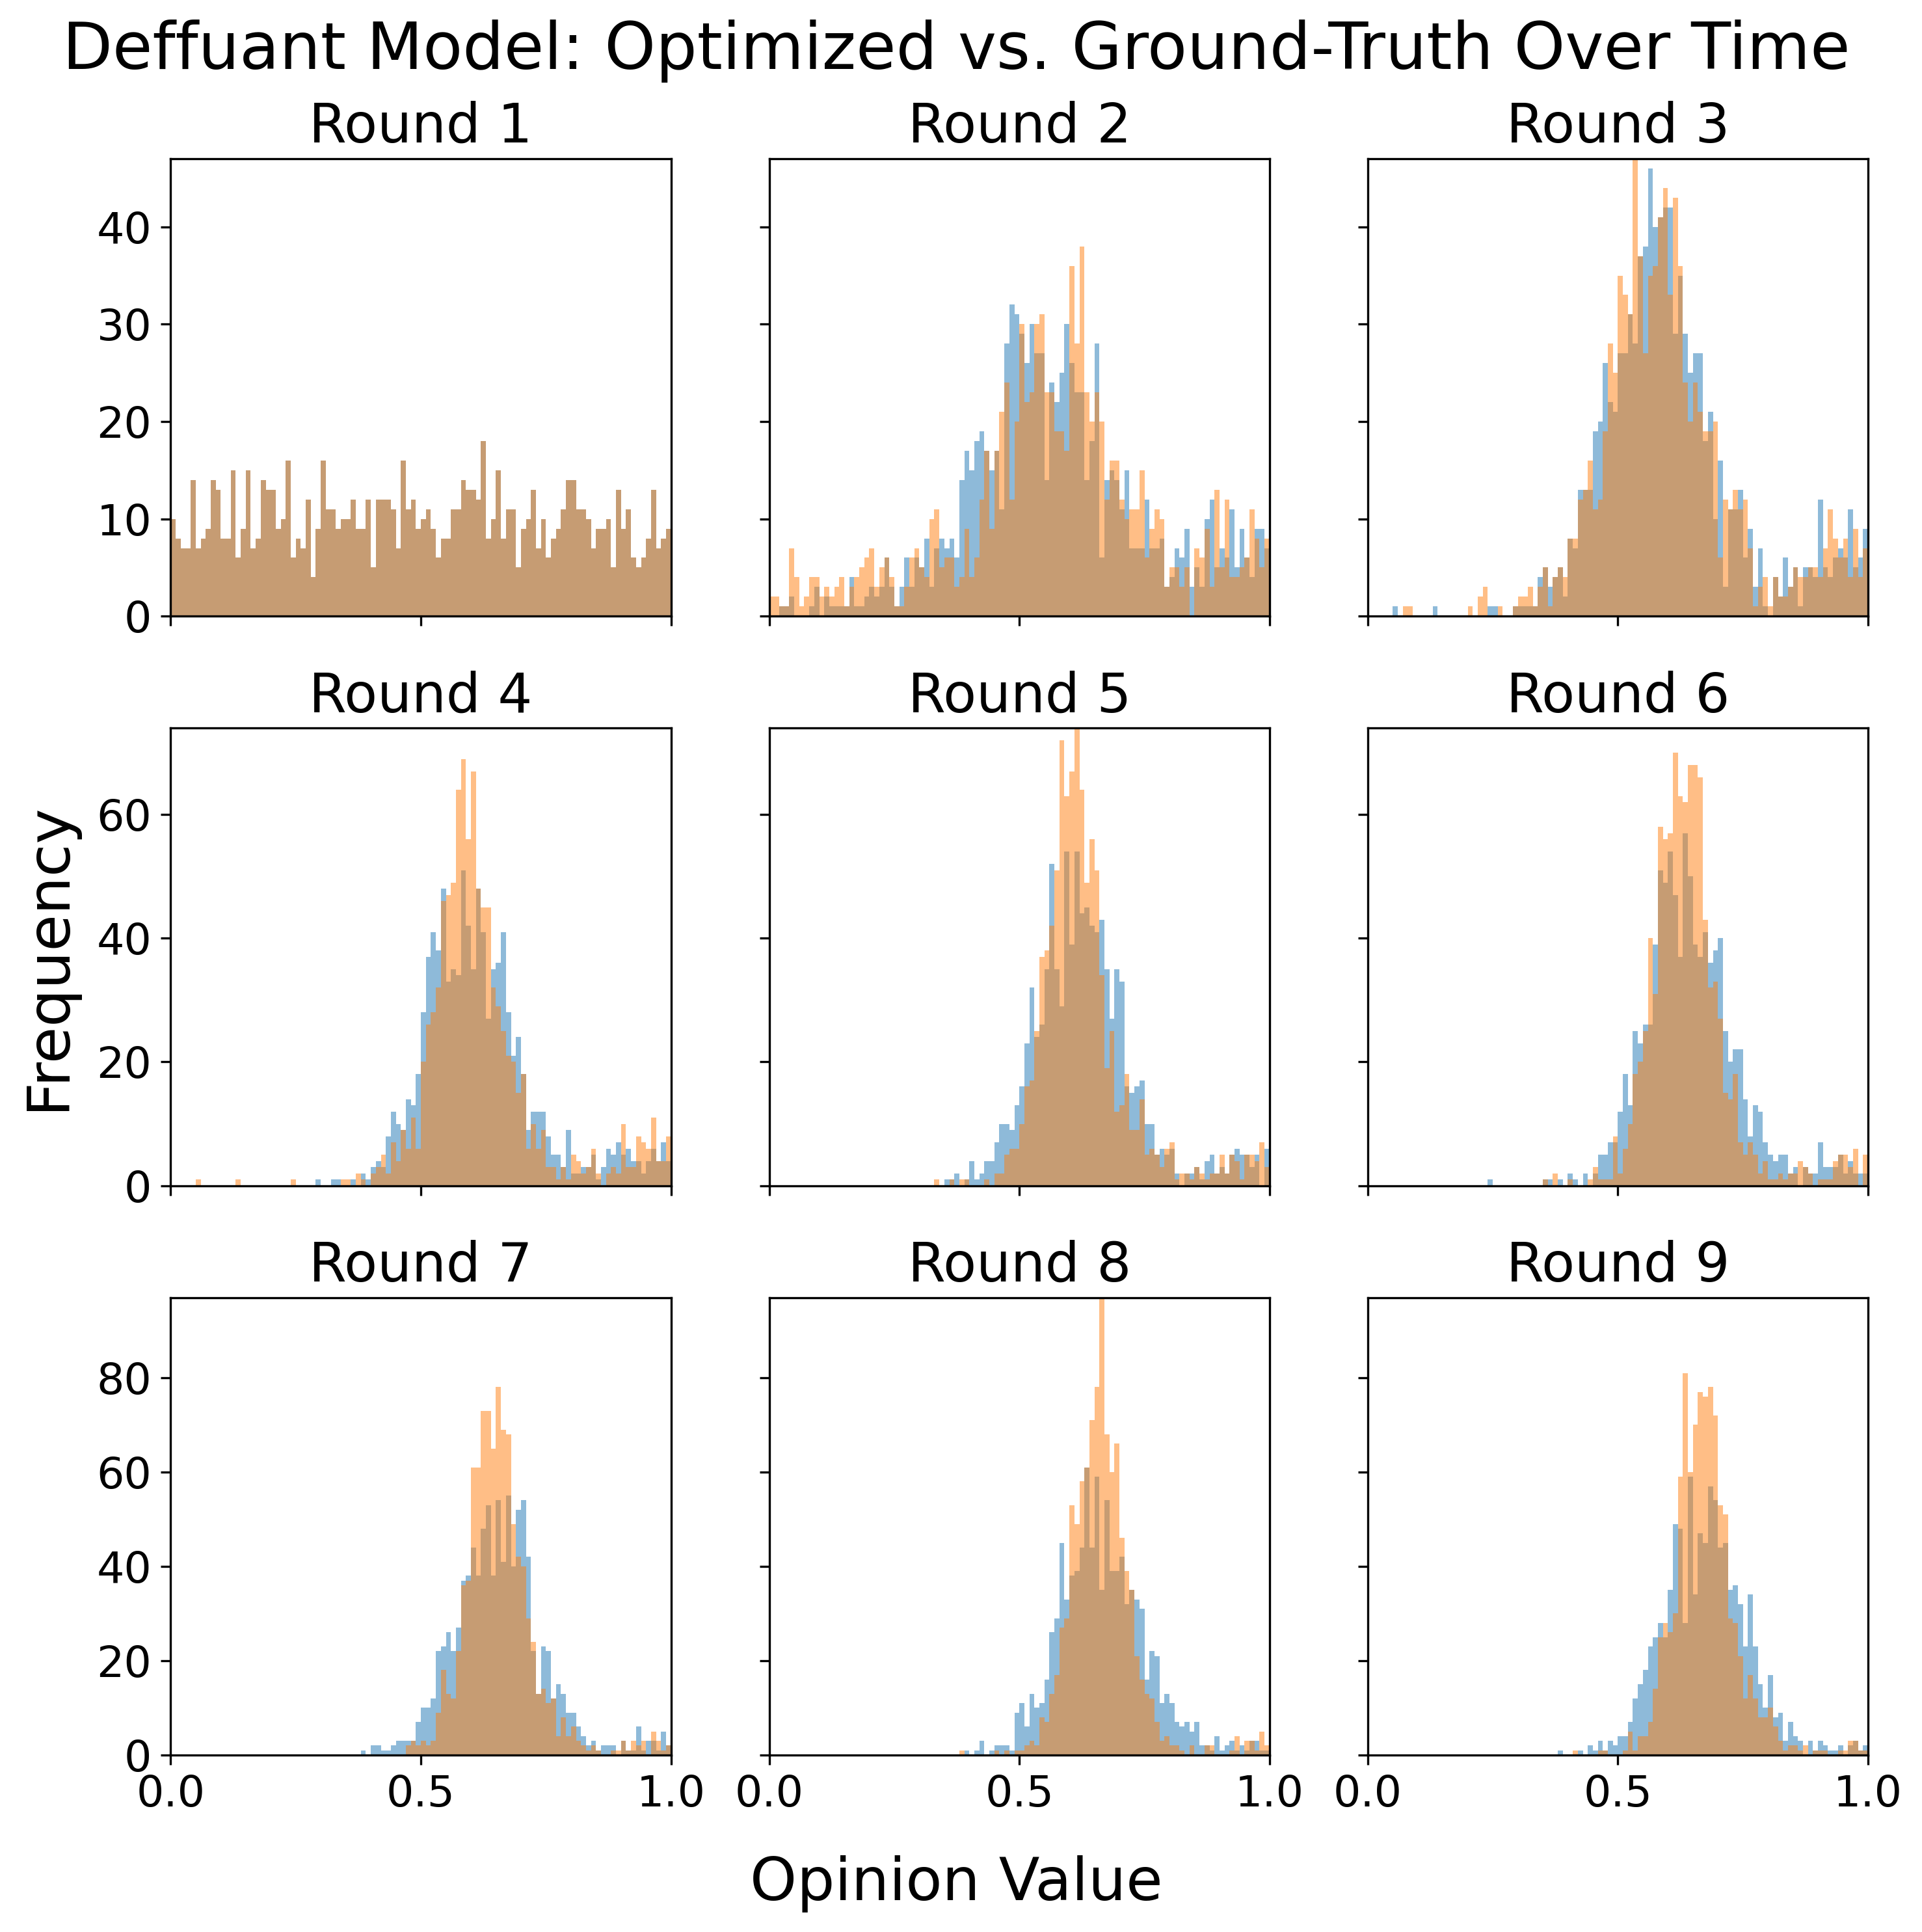 Deffuant Model: Optimized vs. Ground-Truth Over Time
Round 1
Round 2
Round 3
40
30
20
10
0
Round 4
Round 5
Round 6
60
40
20
0
Frequency
Round 7
Round 8
Round 9
80
60
40
20
0
0.0 0.5 1.0 0.0 0.5 1.0 0.0 0.5 1.0
Opinion Value